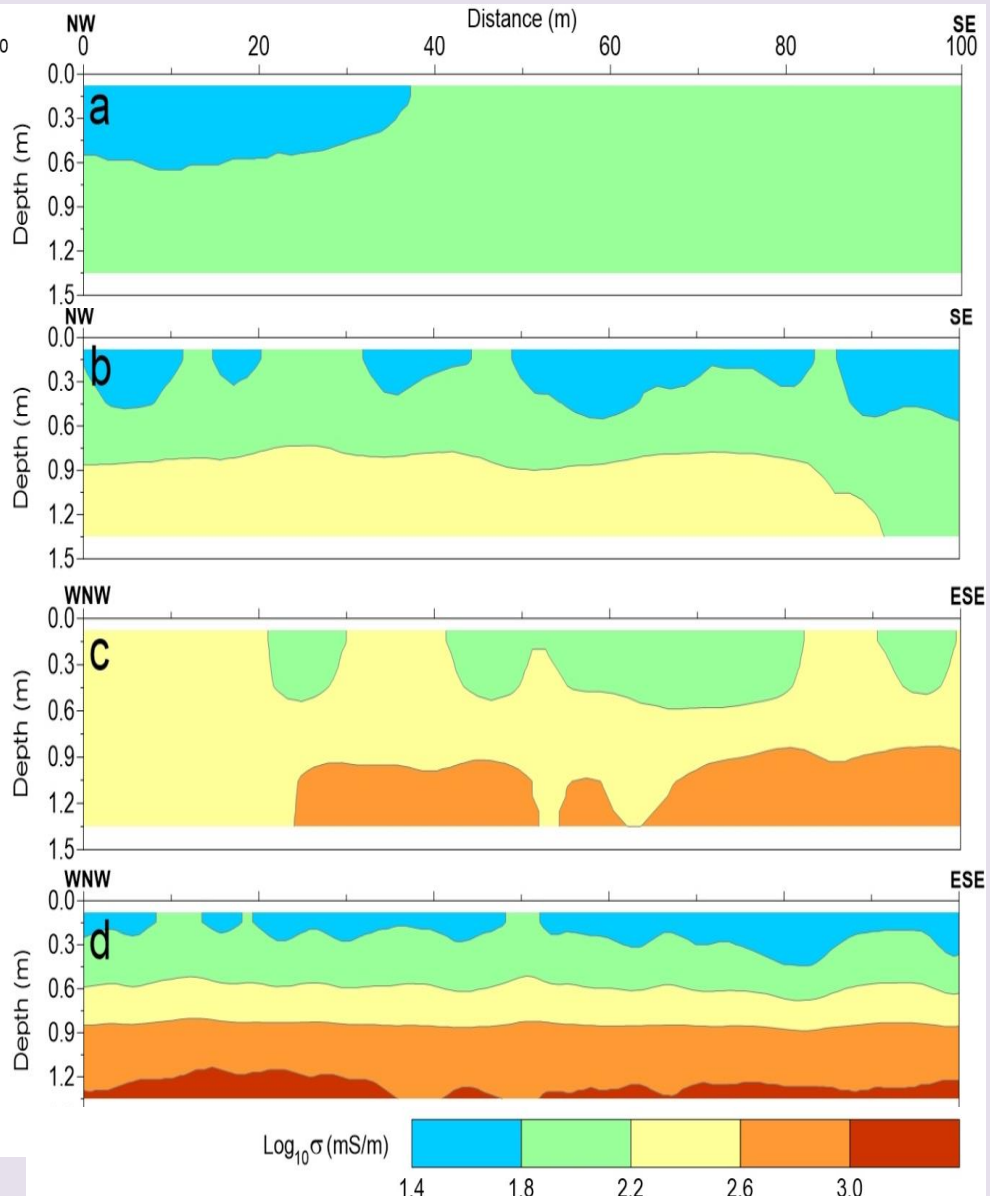 Distance (m)
NW SE
o 0 20 40 60 80 100
a
Depth (m)
0.0
0.3
0.6
0.9
1.2
1.5
NW SE
b
Depth (m)
0.0
0.3
0.6
0.9
1.2
1.5
WNW ESE
c
Depth (m)
0.0
0.3
0.6
0.9
1.2
1.5
WNW ESE
d
Depth (m)
0.0
0.3
0.6
0.9
1.2
Log10σ (mS/m)
1.4 1.8 2.2 2.6 3.0